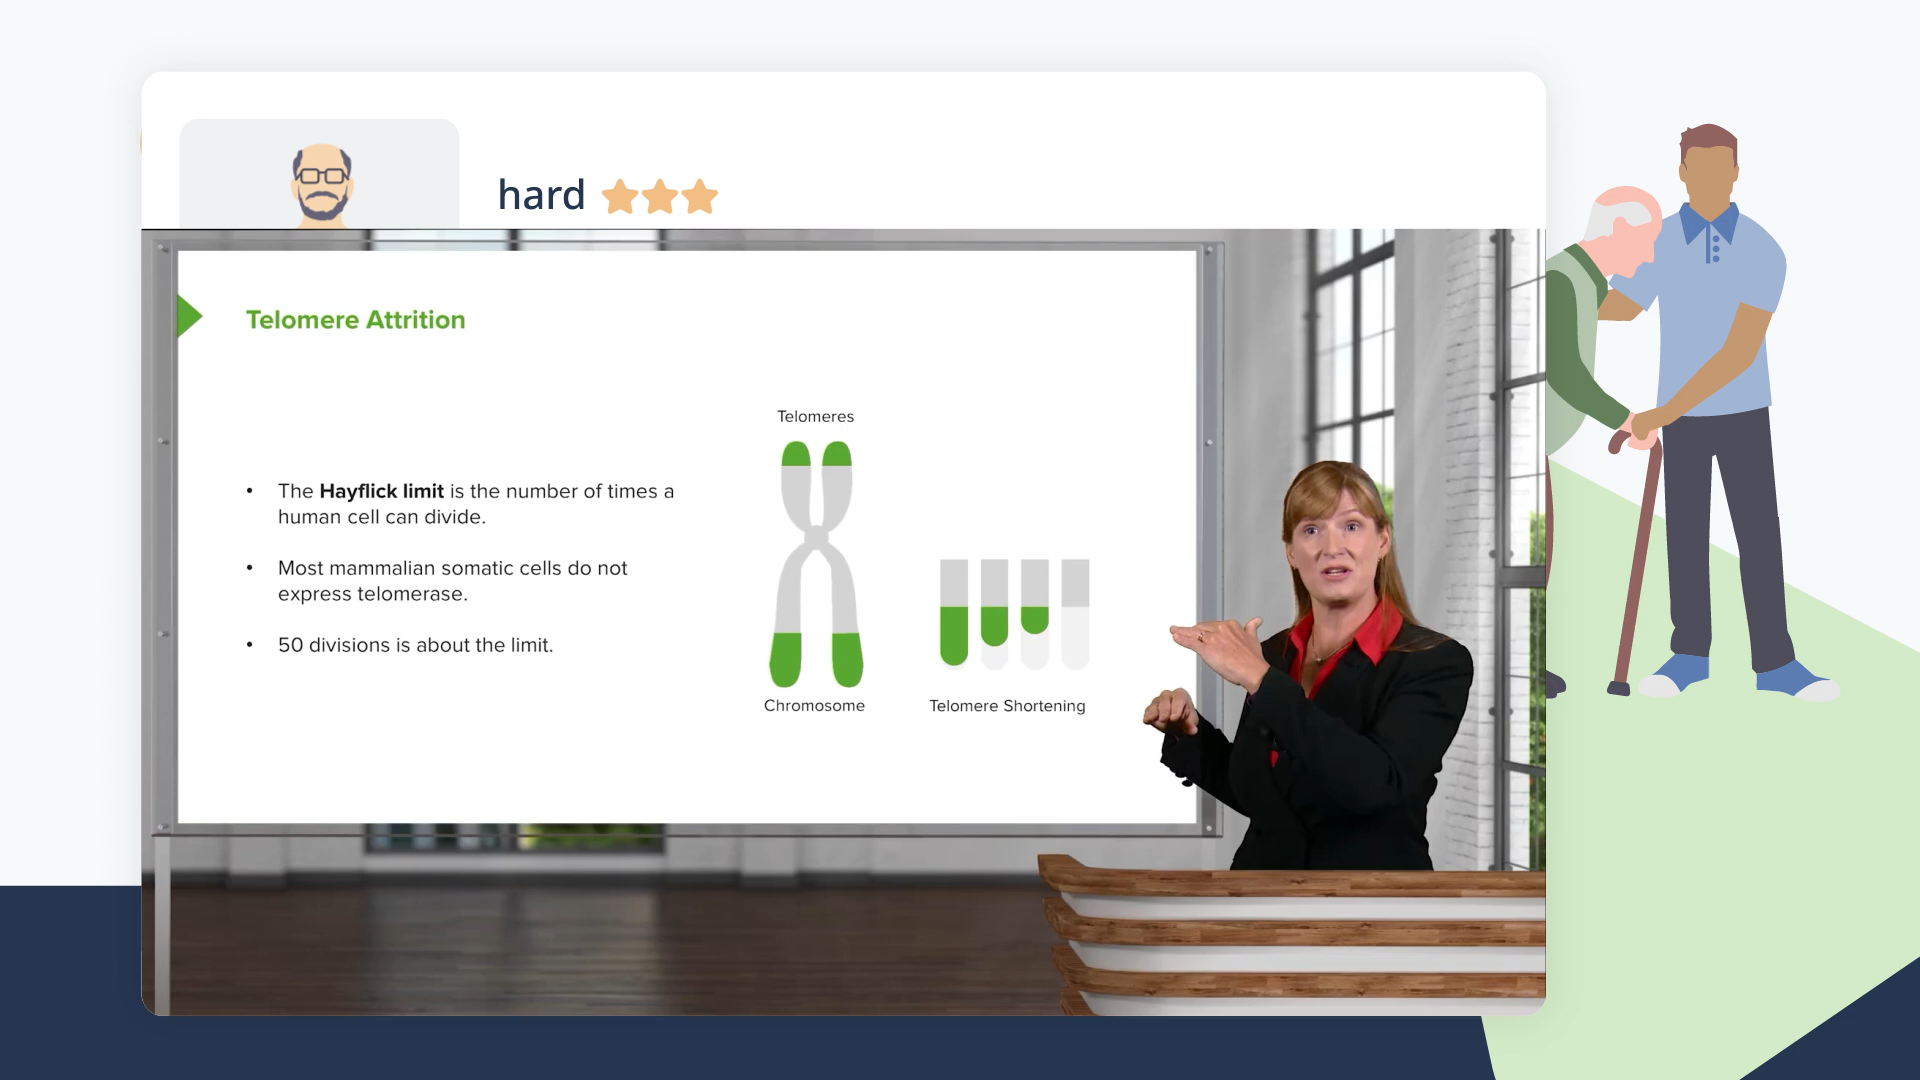 hard
Telomere Attrition
The Hayflick limit is the number of times a
human cell can divide.
Most mammalian somatic cells do not
express telomerase.
50 divisions is about the limit.
Telomeres
Chromosome
Telomere Shortening